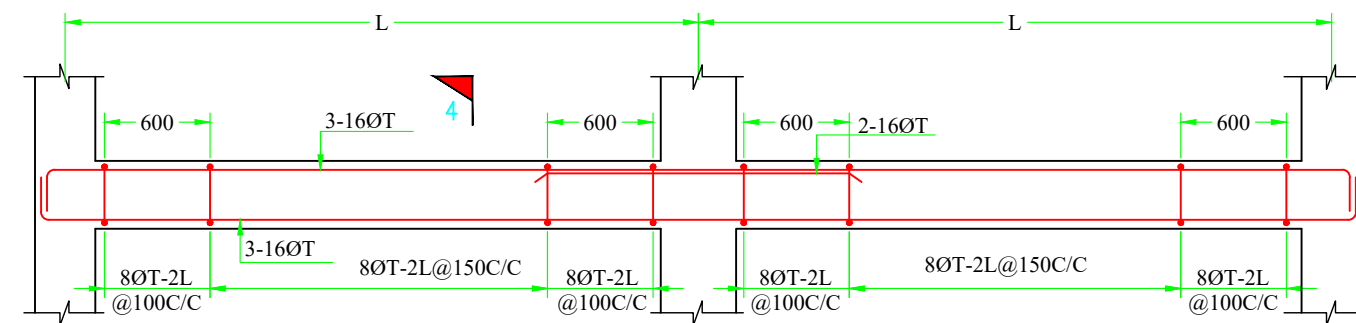 L
L
4
600
3-16ØT
600
600
2-16ØT
600
3-16ØT
8ØT-2L
@100C/C
8ØT-2L@150C/C
8ØT-2L
@100C/C
8ØT-2L
@100C/C
8ØT-2L@150C/C
8ØT-2L
@100C/C